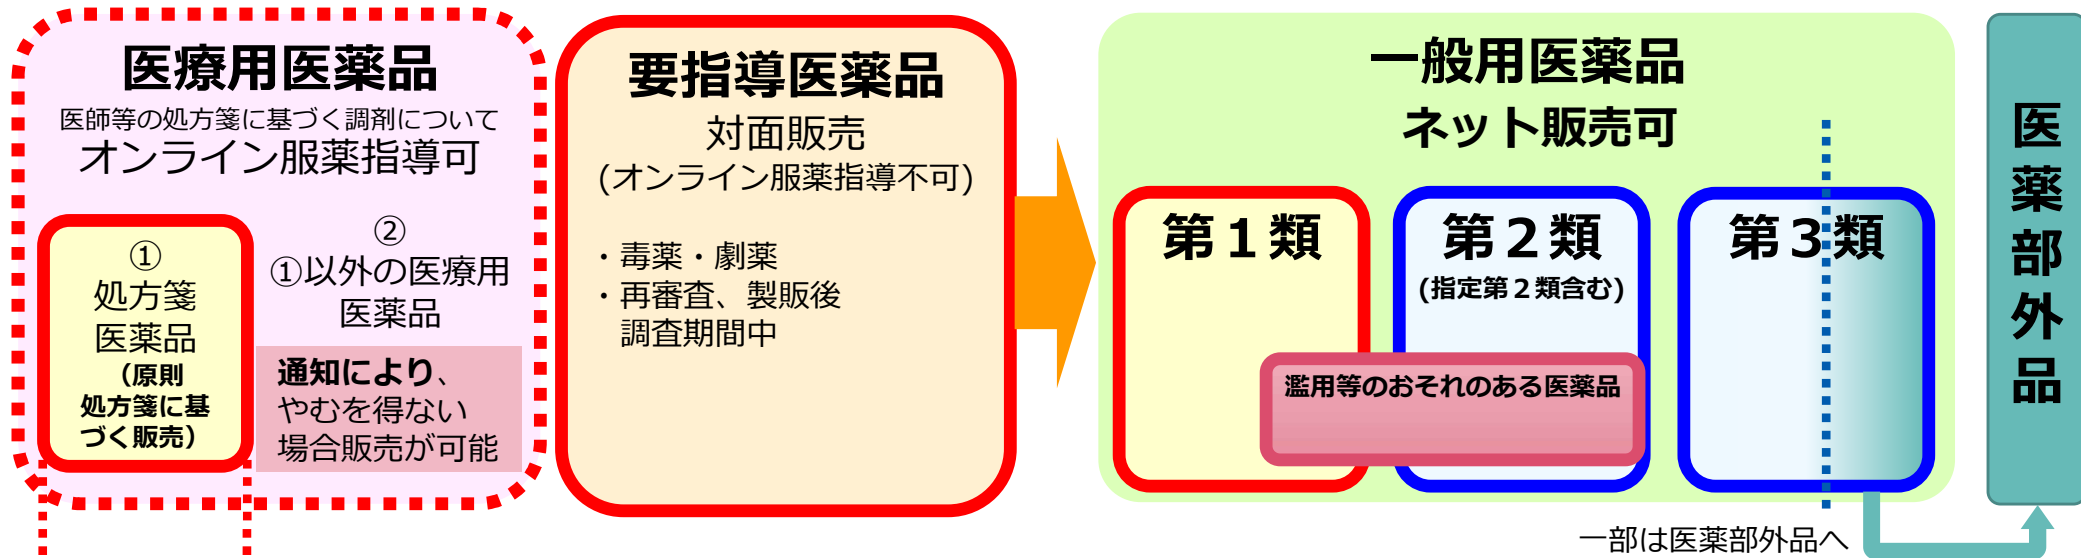 医療用医薬品
医師等の処方箋に基づく調剤について
オンライン服薬指導可
①
処方箋
医薬品
（原則
処方箋に基
づく販売）
②
①以外の医療用
医薬品
通知により、
やむを得ない
場合販売が可能
要指導医薬品
対面販売
(オンライン服薬指導不可)
・毒薬・劇薬
・再審査、製販後
調査期間中
一般用医薬品
ネット販売可
第１類
第２類
(指定第２類含む)
第３類
濫用等のおそれのある医薬品
一部は医薬部外品へ
医薬部外品